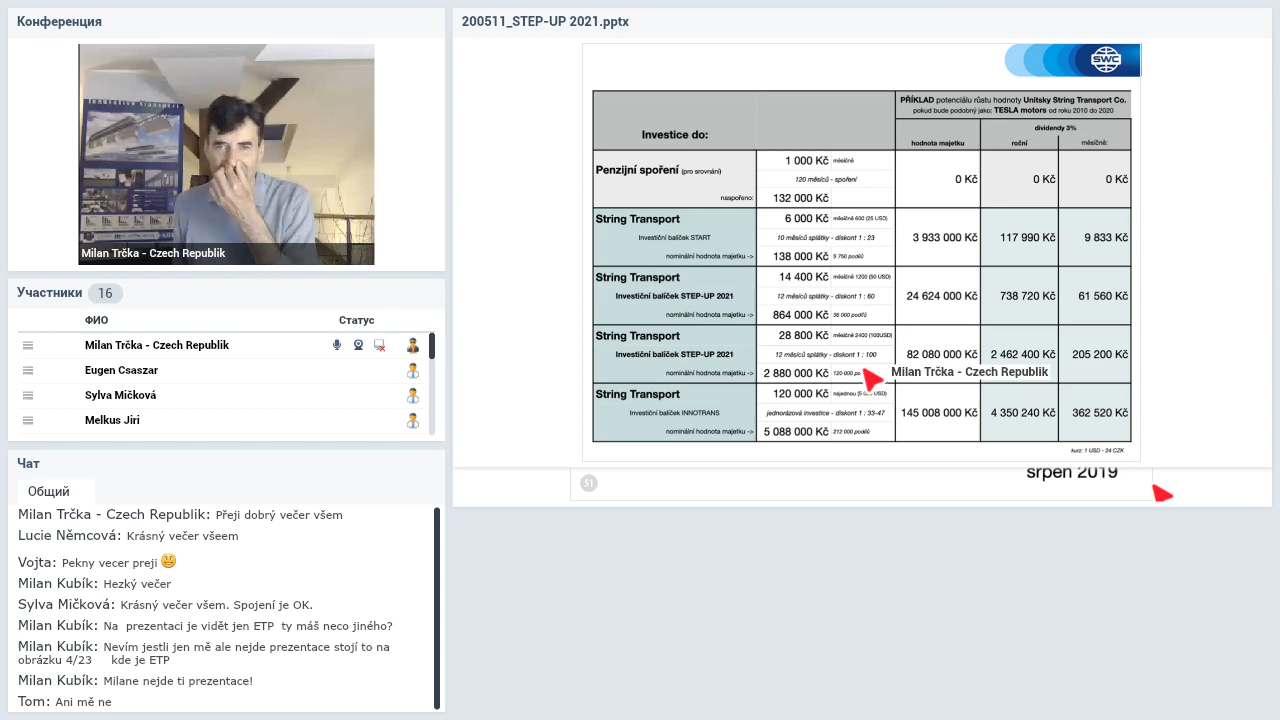 Конференция
Innovative transport
Milan Trčka - Czech Republik
Участники 16
ФИО Статус
Milan Trčka - Czech Republik
Eugen Csaszar
Sylva Mičková
Melkus Jiri
Чат
Общий
Milan Trčka - Czech Republik: Přeji dobrý večer všem
Lucie Němcová: Krásný večer všeem
Vojta: Pekny vecer preji
Milan Kubík: Hezký večer
Sylva Mičková: Krásný večer všem. Spojení je OK.
Milan Kubík: Na prezentaci je vidět jen ETP ty máš neco jiného?
Milan Kubík: Nevím jestli jen mě ale nejde prezentace stojí to na
obrázku 4/23 kde je ETP
Milan Kubík: Milane nejde ti prezentace!
Tom: Ani mě ne
200511_STEP-UP 2021.pptx
SWC
PŘÍKLAD potenciálu růstu hodnoty Unitsky String Transport Co.
pokud bude podobný jako: TESLA motors od roku 2010 do 2020
Investice do:
dividendy 3%
hodnota majetku roční měsíčně:
Penzijní spoření (pro srovnání) 1 000 Kč měsíčně
120 měsíců - spoření 0 Kč 0 Kč 0 Kč
naspořeno: 132 000 Kč
String Transport 6 000 Kč měsíčně 600 (25 USD)
Investiční balíček START 10 měsíců splátky - diskont 1 : 23 3 933 000 Kč 117 990 Kč 9 833 Kč
nominální hodnota majetku -> 138 000 Kč 5 750 podílů
String Transport 14 400 Kč měsíčně 1200 (50 USD)
Investiční balíček STEP-UP 2021 12 měsíců splátky - diskont 1 : 60 24 624 000 Kč 738 720 Kč 61 560 Kč
nominální hodnota majetku -> 864 000 Kč 36 000 podílů
String Transport 28 800 Kč měsíčně 2400 (100USD)
Investiční balíček STEP-UP 2021 12 měsíců splátky - diskont 1 : 100 82 080 000 Kč 2 462 400 Kč 205 200 Kč
nominální hodnota majetku -> 2 880 000 Kč 120 000
Milan Trčka - Czech Republik
String Transport 120 000 Kč najednou USD)
Investiční balíček INNOTRANS jednorázová investice - diskont 1 : 33-47 145 008 000 Kč 4 350 240 Kč 362 520 Kč
nominální hodnota majetku -> 5 088 000 Kč 212 000 podílů
kurz: 1 USD - 24 CZK
srpen 2019
51